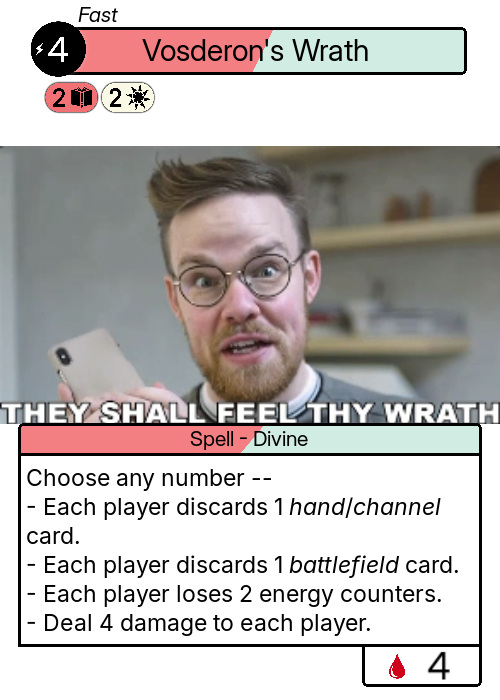 Fast
4 Vosderon's Wrath
2 2
THEY SHALL FEEL THY WRATH
Spell - Divine
Choose any number --
- Each player discards 1 hand/channel
card.
- Each player discards 1 battlefield card.
- Each player loses 2 energy counters.
- Deal 4 damage to each player.
4